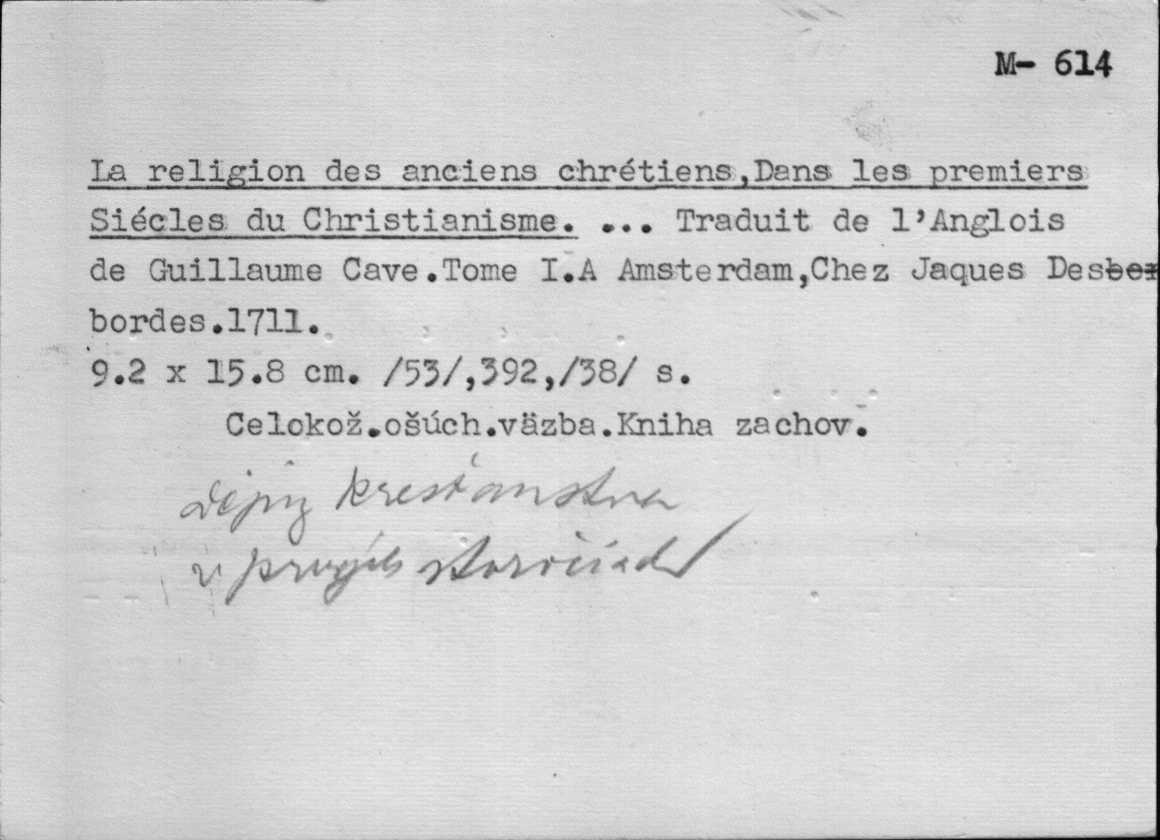 M- 614
La religion des anciens chrétiens,Dans les premiers
Siécles du Christianisme. ... Traduit de l'Anglois
de Guillaume Cave.Tome I.A Amsterdam,Chez Jaques Desber
bordes.1711.
9.2 x 15.8 cm. /53/,392,/38/ s.
Celokož.ošúch.väzba.Kniha zachov.
Dejiny kresťanstva
v prvých storočiach